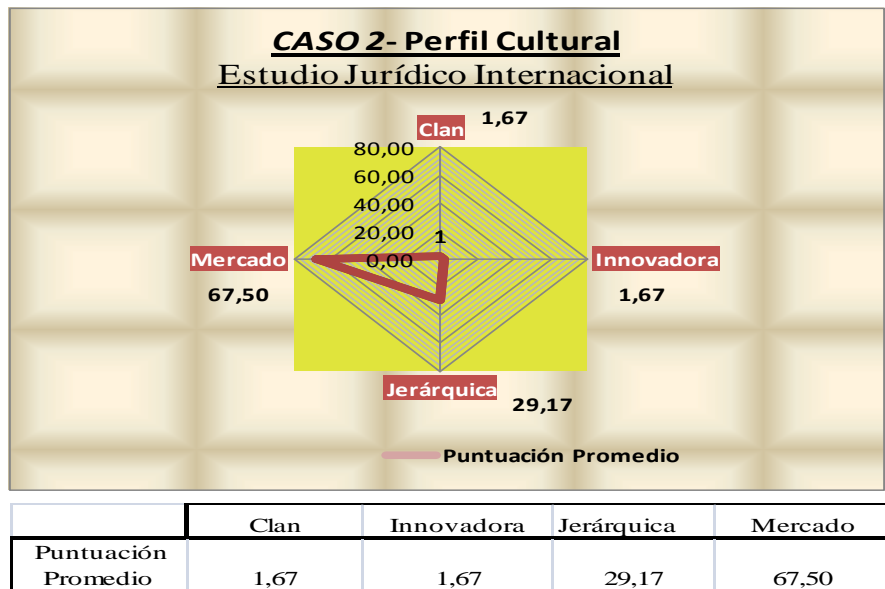 CASO 2- Perfil Cultural
Estudio Jurídico Internacional
Clan 1,67
80,00
60,00
40,00
20,00
1
0,00
Mercado
67,50
Innovadora
1,67
Jerárquica
29,17
Puntuación Promedio
Clan Innovadora Jerárquica Mercado
Puntuación
Promedio 1,67 1,67 29,17 67,50